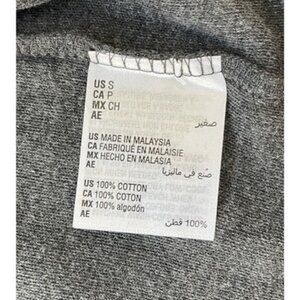 US S
CA P
MX CH
AE صغير
US MADE IN MALAYSIA
CA FABRIQUÉ EN MALAISIE
MX HECHO EN MALASIA
AE صُنع في ماليزيا
US 100% COTTON
CA 100% COTON
MX 100% algodón
AE 100% قطن